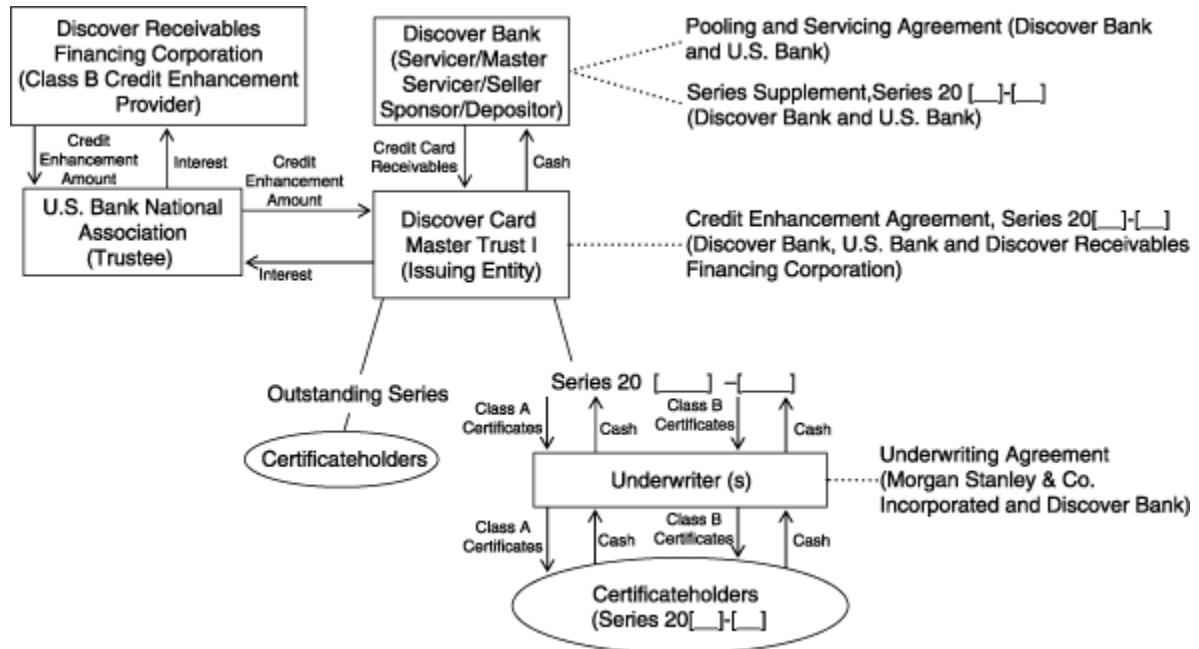 Discover Receivables
Financing Corporation
(Class B Credit Enhancement
Provider)
Discover Bank
(Servicer/Master
Servicer/Seller
Sponsor/Depositor)
Pooling and Servicing Agreement (Discover Bank
and U.S. Bank)
Series Supplement,Series 20 [__]-[__]
(Discover Bank and U.S. Bank)
Credit
Enhancement
Amount
Interest
Credit
Enhancement
Amount
Credit Card
Receivables
Cash
U.S. Bank National
Association
(Trustee)
Interest
Discover Card
Master Trust I
(Issuing Entity)
Credit Enhancement Agreement, Series 20[__]-[__]
(Discover Bank, U.S. Bank and Discover Receivables
Financing Corporation)
Outstanding Series
Certificateholders
Series 20 [____] –[____]
Class A
Certificates
Cash
Class B
Certificates
Cash
Underwriter (s)
Underwriting Agreement
(Morgan Stanley & Co.
Incorporated and Discover Bank)
Class A
Certificates
Cash
Class B
Certificates
Cash
Certificateholders
(Series 20[__]-[__]